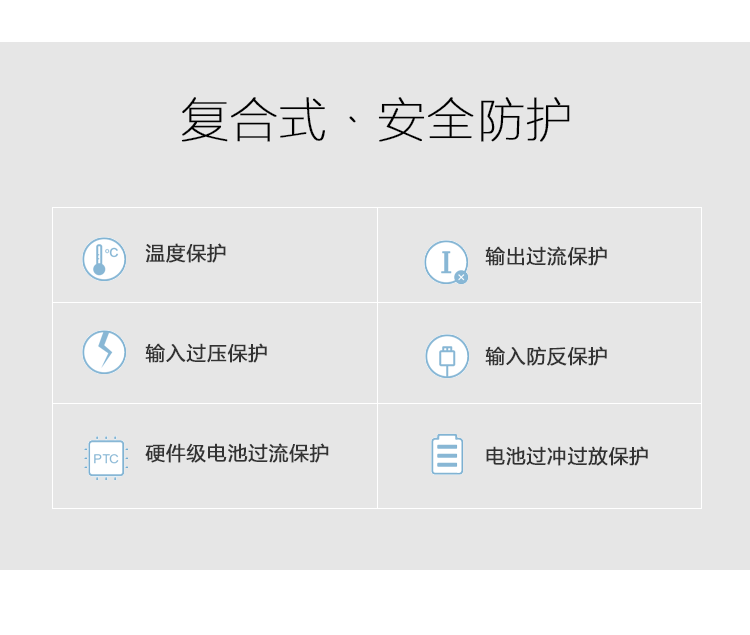 复合式、安全防护
°C
温度保护
I
输出过流保护
输入过压保护
输入防反保护
PTC
硬件级电池过流保护
电池过冲过放保护